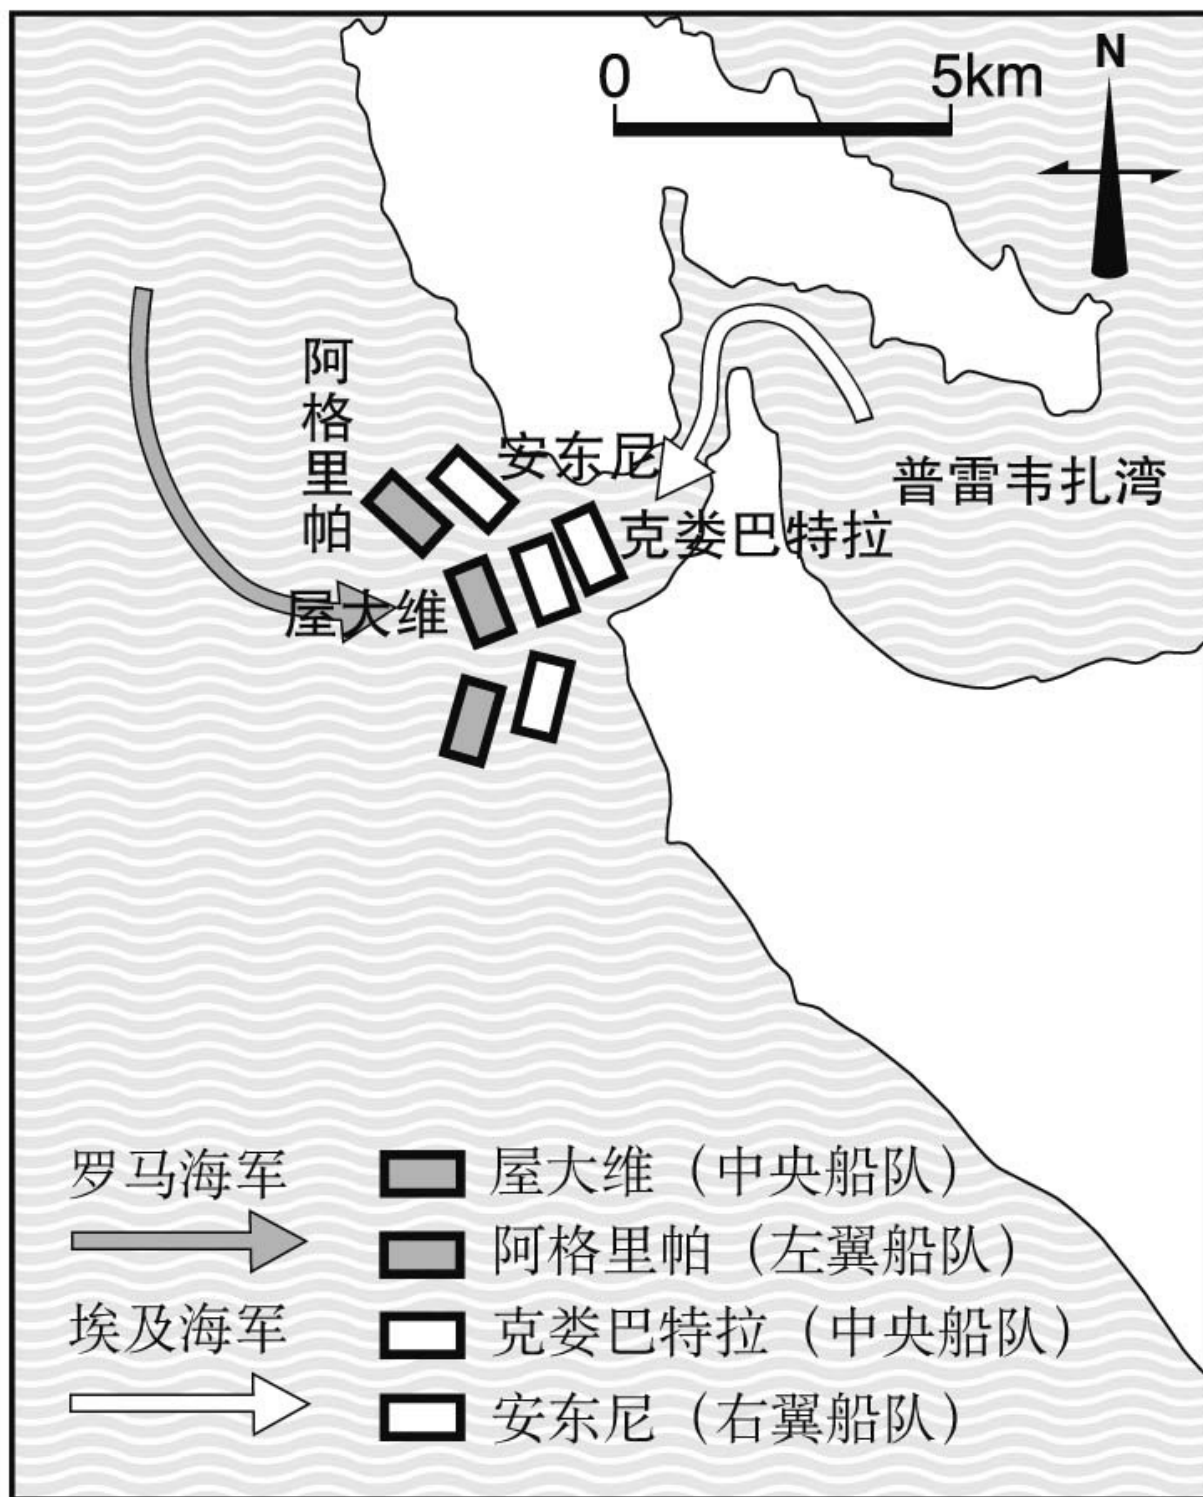 N
0 5km
阿格里帕
安东尼
普雷韦扎湾
克娄巴特拉
屋大维
罗马海军
屋大维（中央船队）
阿格里帕（左翼船队）
埃及海军
克娄巴特拉（中央船队）
安东尼（右翼船队）